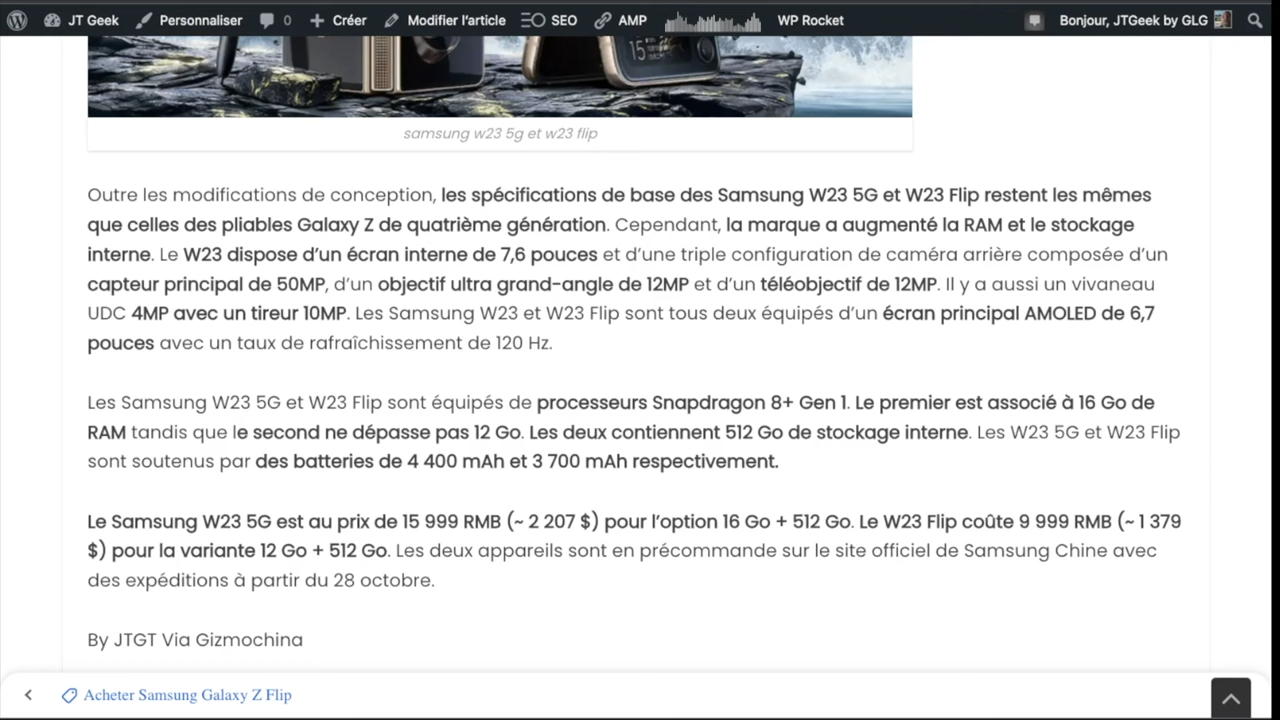 JT Geek Personnaliser 0 Créer Modifier l'article SEO AMP WP Rocket Bonjour, JTGeek by GLG
15
samsung w23 5g et w23 flip
Outre les modifications de conception, les spécifications de base des Samsung W23 5G et W23 Flip restent les mêmes
que celles des pliables Galaxy Z de quatrième génération. Cependant, la marque a augmenté la RAM et le stockage
interne. Le W23 dispose d'un écran interne de 7,6 pouces et d'une triple configuration de caméra arrière composée d'un
capteur principal de 50MP, d'un objectif ultra grand-angle de 12MP et d'un téléobjectif de 12MP. Il y a aussi un vivaneau
UDC 4MP avec un tireur 10MP. Les Samsung W23 et W23 Flip sont tous deux équipés d'un écran principal AMOLED de 6,7
pouces avec un taux de rafraîchissement de 120 Hz.
Les Samsung W23 5G et W23 Flip sont équipés de processeurs Snapdragon 8+ Gen 1. Le premier est associé à 16 Go de
RAM tandis que le second ne dépasse pas 12 Go. Les deux contiennent 512 Go de stockage interne. Les W23 5G et W23 Flip
sont soutenus par des batteries de 4 400 mAh et 3 700 mAh respectivement.
Le Samsung W23 5G est au prix de 15 999 RMB (~ 2 207 $) pour l'option 16 Go + 512 Go. Le W23 Flip coûte 9 999 RMB (~ 1 379
$) pour la variante 12 Go + 512 Go. Les deux appareils sont en précommande sur le site officiel de Samsung Chine avec
des expéditions à partir du 28 octobre.
By JTGT Via Gizmochina
Acheter Samsung Galaxy Z Flip